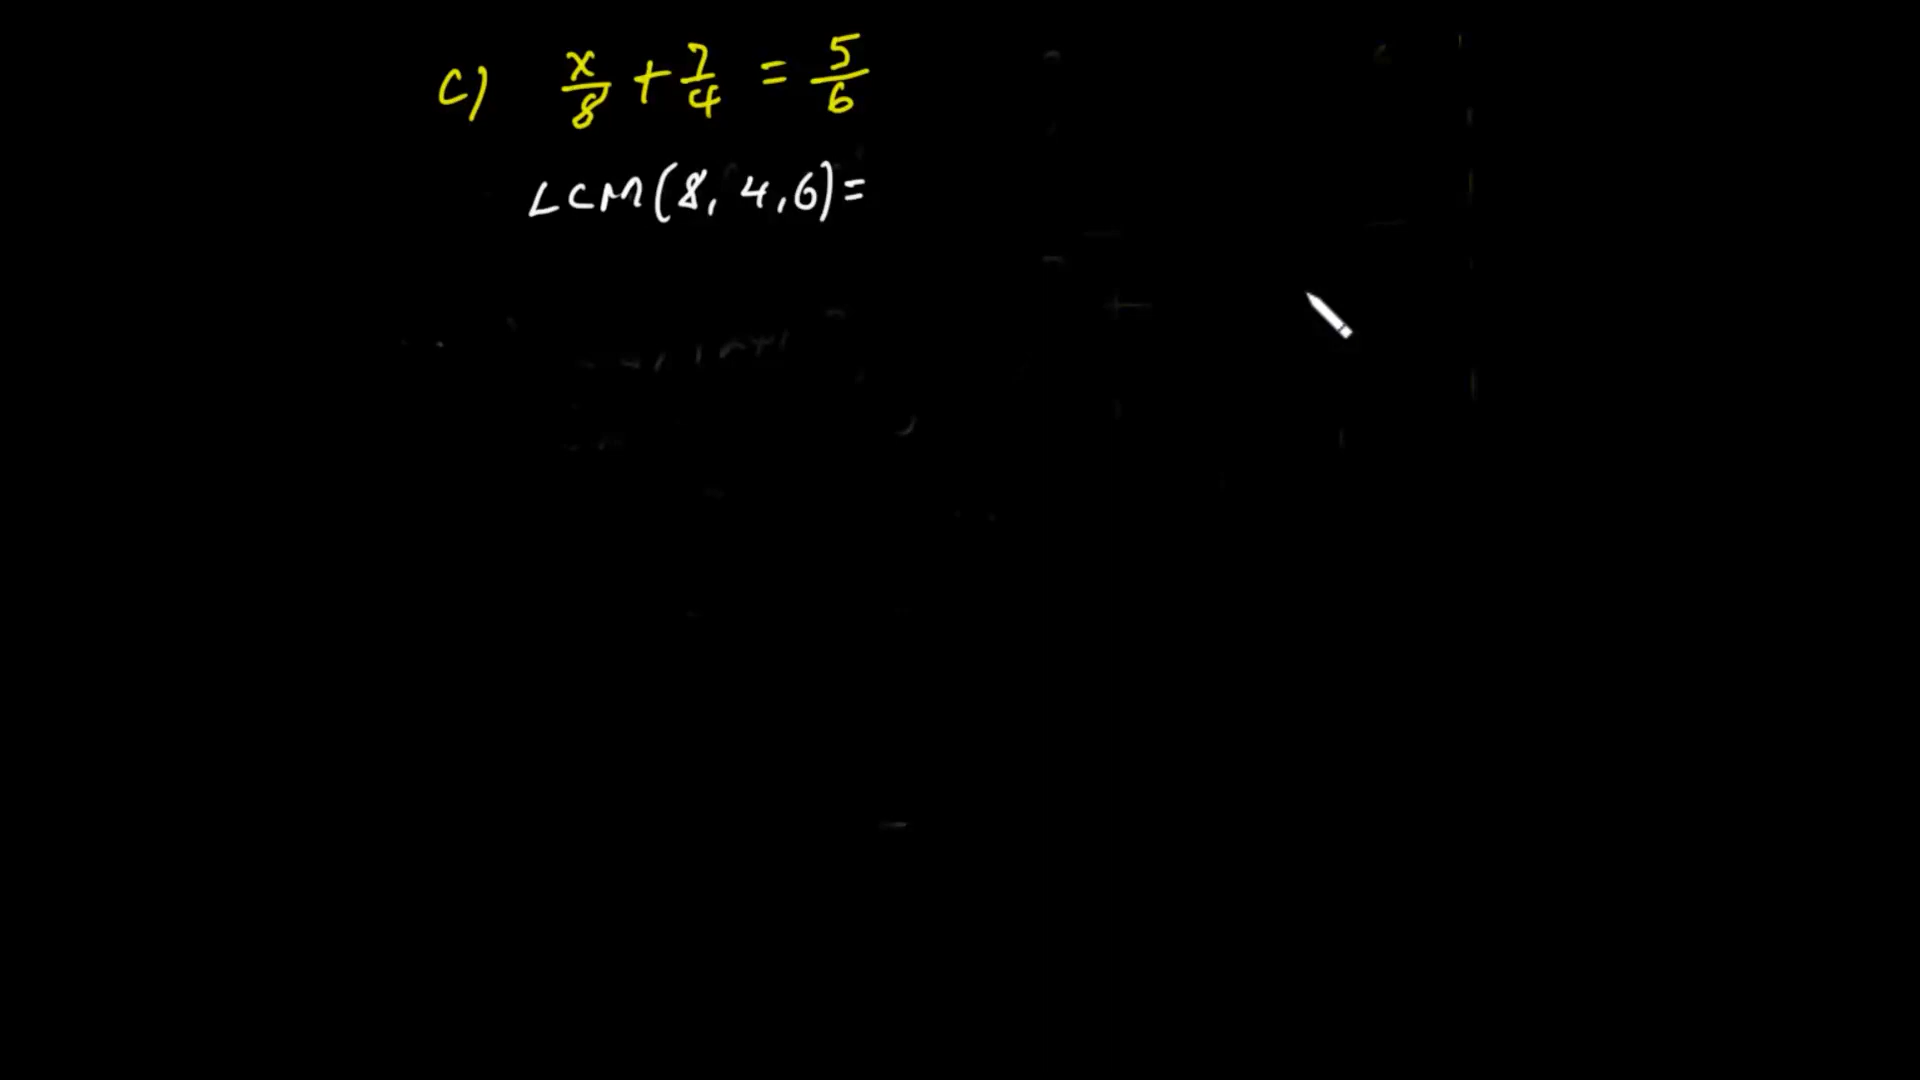 c) x/8 + 7/4 = 5/6
LCM(8, 4, 6) =